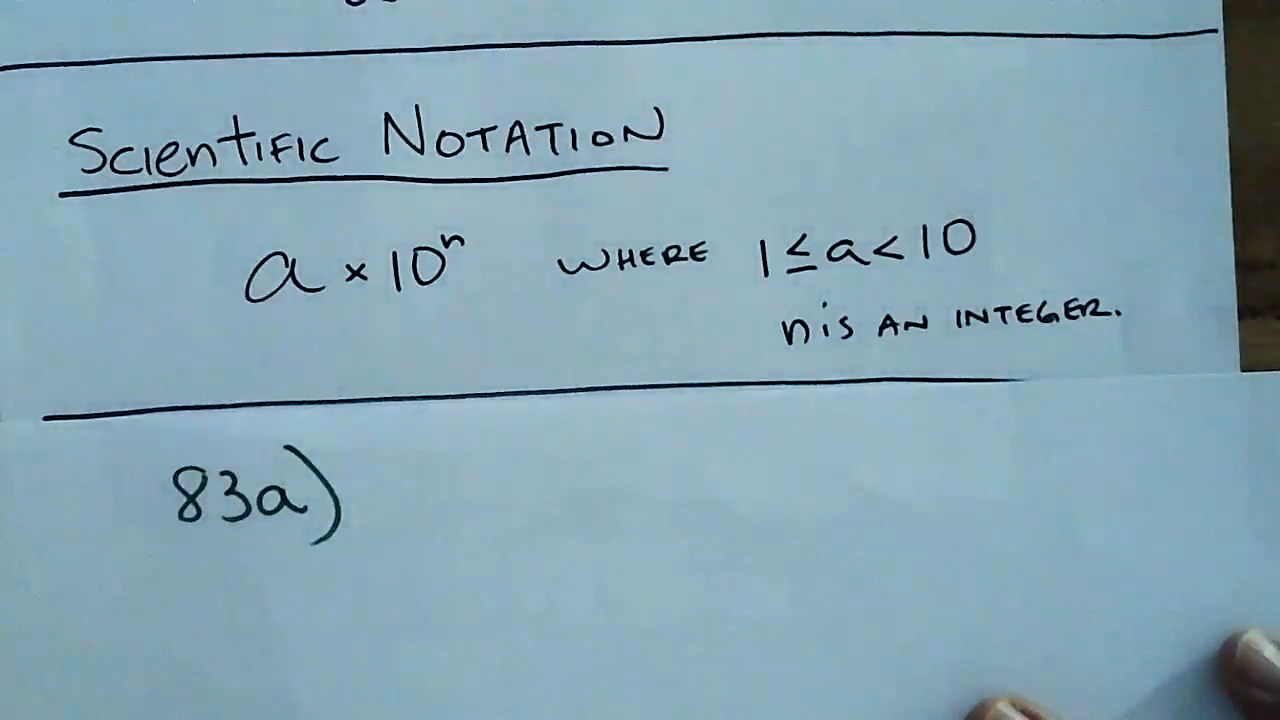 Scientific Notation
a × 10ⁿ where 1 ≤ a < 10
n is an integer.
83a)